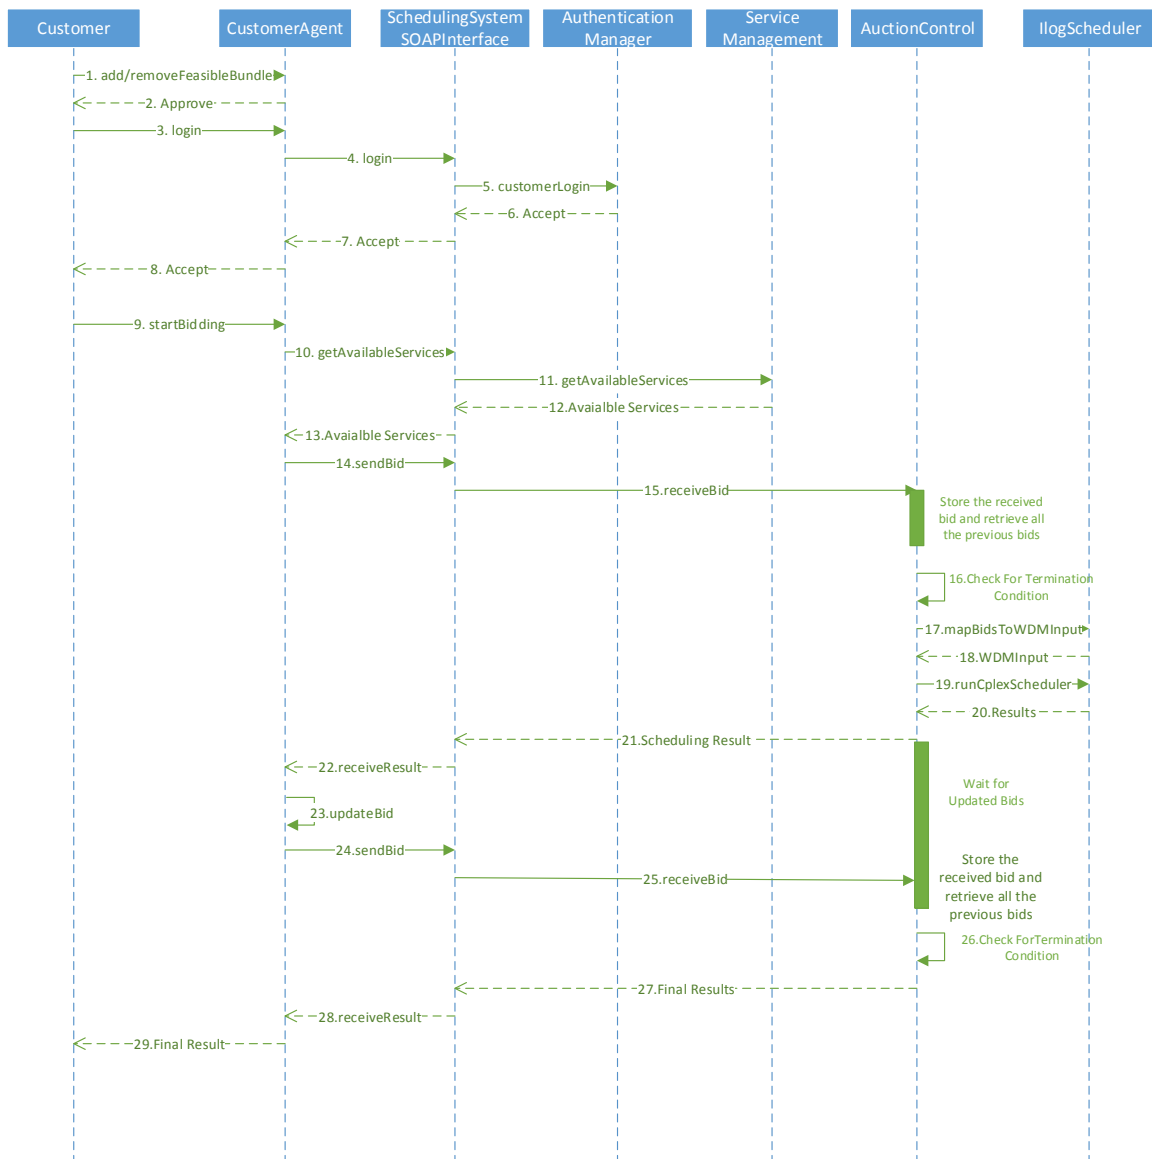 Customer
CustomerAgent
SchedulingSystem
SOAPInterface
Authentication
Manager
Service
Management
AuctionControl
IlogScheduler
1. add/removeFeasibleBundle
2. Approve
3. login
4. login
5. customerLogin
6. Accept
7. Accept
8. Accept
9. startBidding
10. getAvailableServices
11. getAvailableServices
12.Avaialble Services
13.Avaialble Services
14.sendBid
15.receiveBid
Store the received
bid and retrieve all
the previous bids
16.Check For Termination
Condition
17.mapBidsToWDMInput
18.WDMInput
19.runCplexScheduler
20.Results
21.Scheduling Result
22.receiveResult
Wait for
Updated Bids
23.updateBid
24.sendBid
Store the
received bid and
retrieve all the
previous bids
25.receiveBid
26.Check ForTermination
Condition
27.Final Results
28.receiveResult
29.Final Result